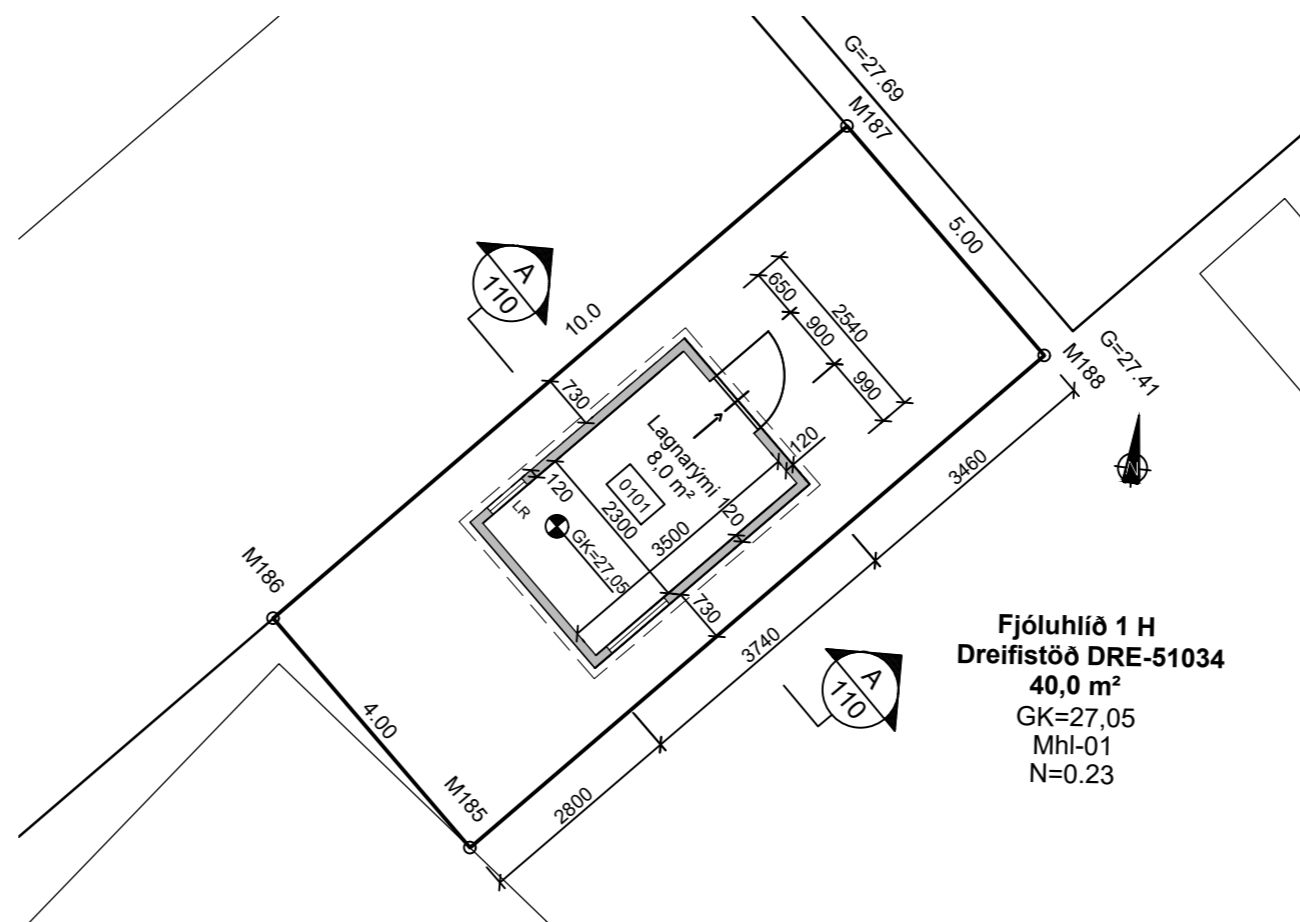 G=27.69
M187
5.00
A
110
10.0
650
900
990
2540
M188
G=27.41
N
730
Lagnarými
8,0 m²
0101
120
120
2300
LR
GK=27,05
3500
120
730
3460
3740
2800
M186
4.00
M185
A
110
Fjóluhlíð 1 H
Dreifistöð DRE-51034
40,0 m²
GK=27,05
Mhl-01
N=0.23